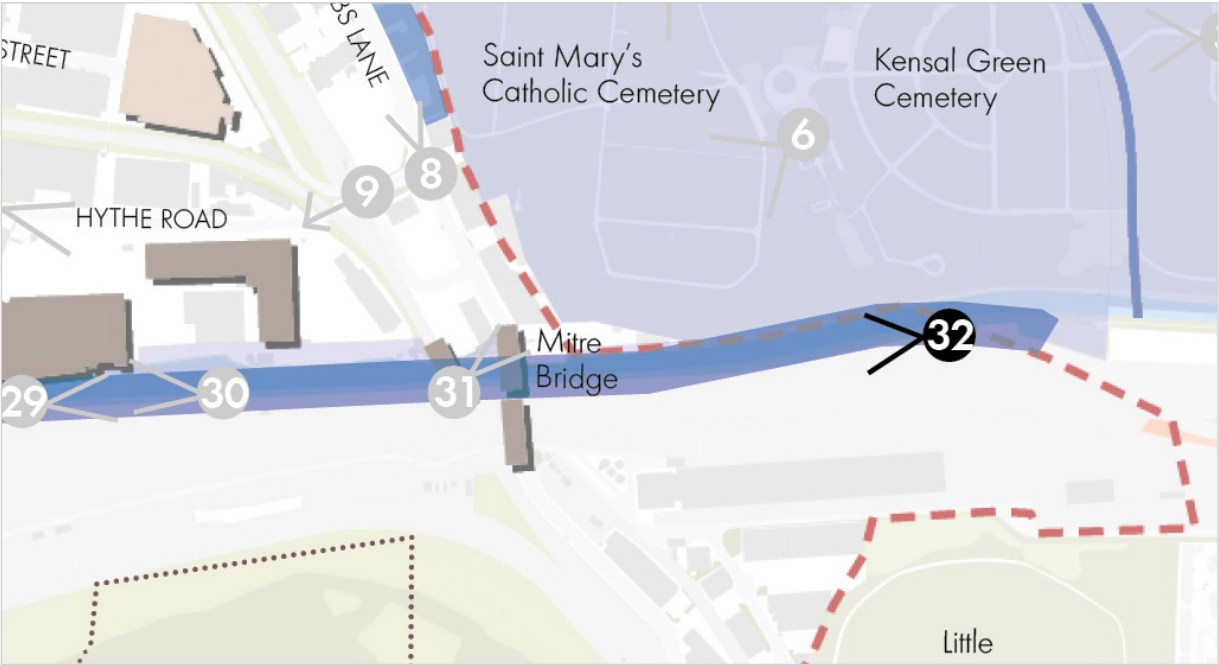 STREET
BS LANE
Saint Mary's
Catholic Cemetery
Kensal Green
Cemetery
6
8
9
HYTHE ROAD
32
Mitre
Bridge
29
30
31
Little